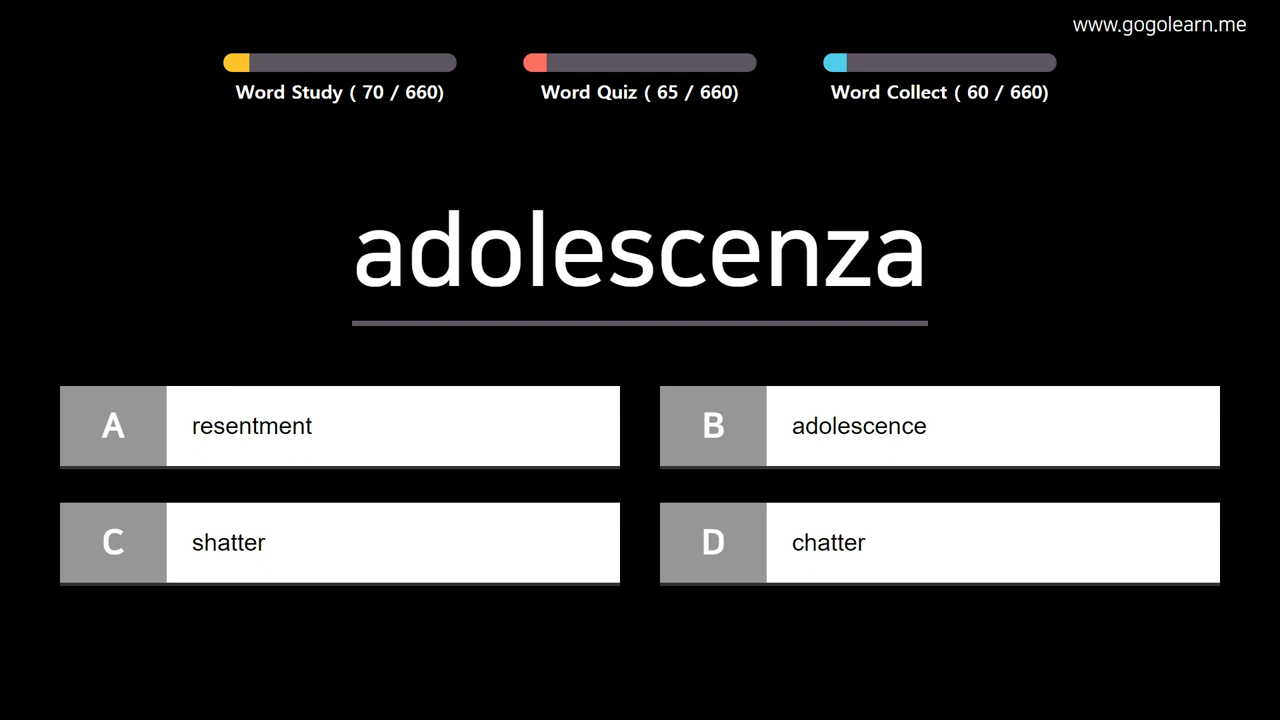 www.gogolearn.me
Word Study ( 70 / 660)
Word Quiz ( 65 / 660)
Word Collect ( 60 / 660)
adolescenza
A
resentment
B
adolescence
C
shatter
D
chatter